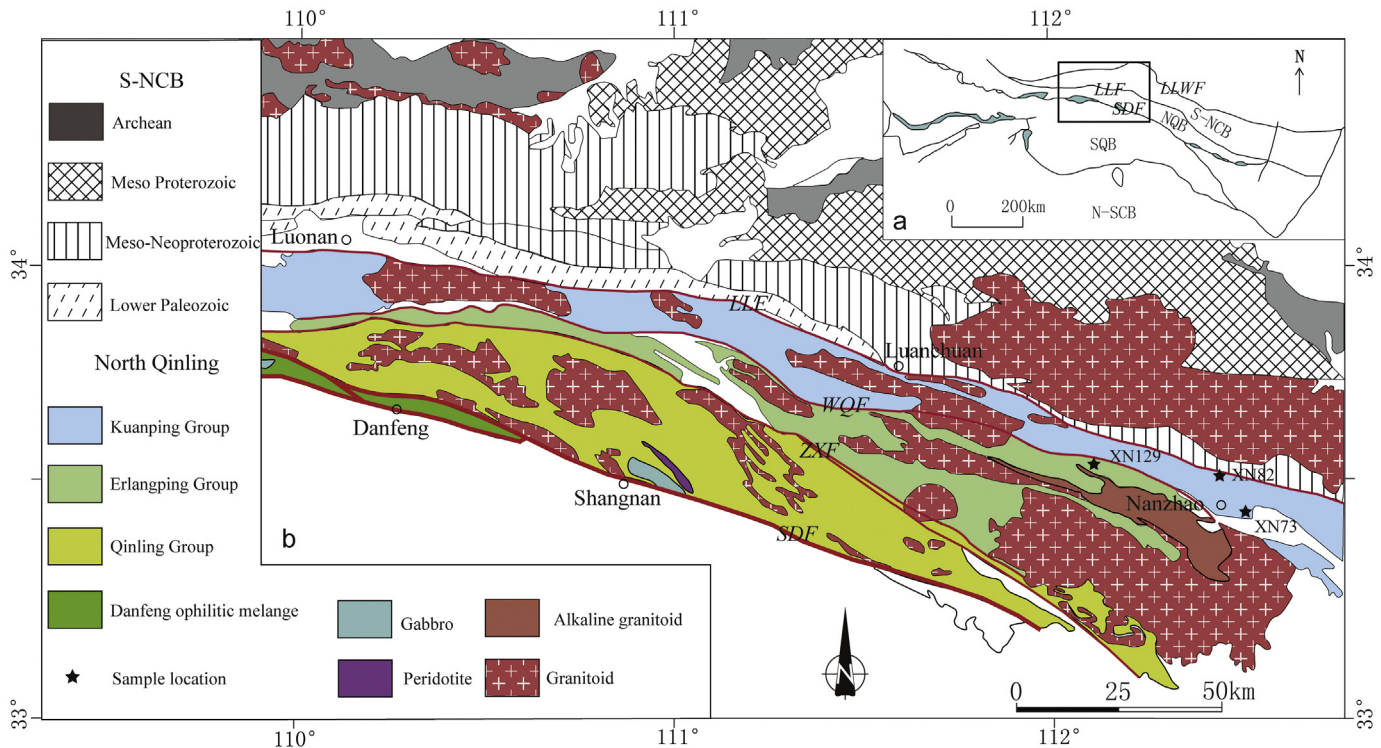 110°
111°
112°
S-NCB
Archean
Meso Proterozoic
Meso-Neoproterozoic
Lower Paleozoic
North Qinling
Kuanping Group
Erlangping Group
Qinling Group
Danfeng ophilitic melange
Sample location
Gabbro
Alkaline granitoid
Peridotite
Granitoid
N
LLF
LLWF
SDF
NQB
S-NCB
SQB
N-SCB
0
200km
a
34°
34°
Luonan
LLF
Luanchuan
WQF
Danfeng
ZXF
XN129
XN82
Nanzhao
XN73
Shangnan
SDF
b
N
0
25
50km
33°
33°
110°
111°
112°